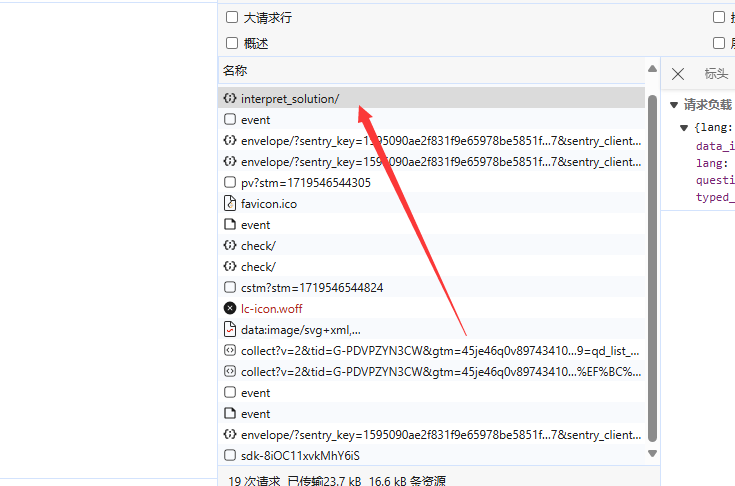 大请求行
概述
名称
标头
interpret_solution/
event
envelope/?sentry_key=1595090ae2f831f9e65978be5851f...7&sentry_client...
envelope/?sentry_key=1595090ae2f831f9e65978be5851f...7&sentry_client...
pv?stm=1719546544305
favicon.ico
event
check/
check/
cstm?stm=1719546544824
lc-icon.woff
data:image/svg+xml,...
collect?v=2&tid=G-PDVPZYN3CW&gtm=45je46q0v89743410...9=qd_list_...
collect?v=2&tid=G-PDVPZYN3CW&gtm=45je46q0v89743410...%EF%BC%...
event
event
envelope/?sentry_key=1595090ae2f831f9e65978be5851f...7&sentry_client...
sdk-8iOC11xvkMhY6iS
19 次请求 已传输23.7 kB 16.6 kB 条资源
请求负载
{lang:
data_i
lang:
questi
typed_